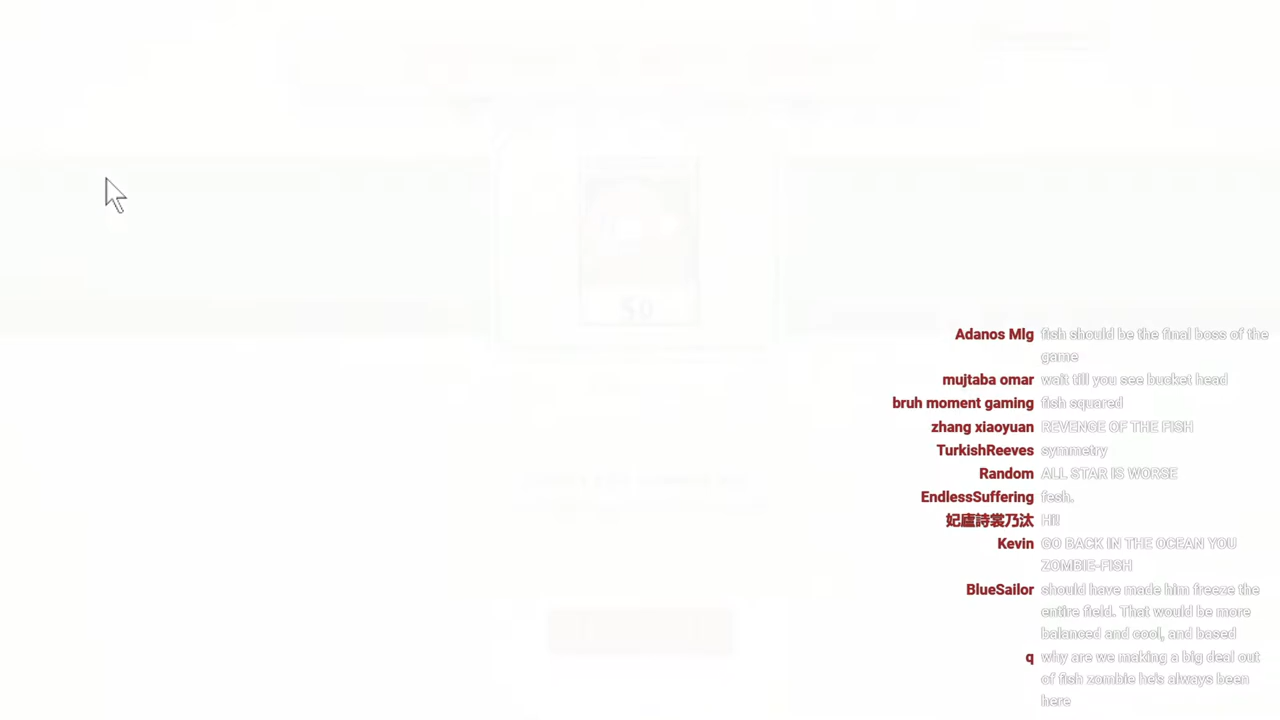 50
Adanos Mlg fish should be the final boss of the
game
mujtaba omar wait till you see bucket head
bruh moment gaming fish squared
zhang xiaoyuan REVENGE OF THE FISH
TurkishReeves symmetry
Random ALL STAR IS WORSE
EndlessSuffering fesh.
妃廬詩裳乃汰 Hi!
Kevin GO BACK IN THE OCEAN YOU
ZOMBIE-FISH
BlueSailor should have made him freeze the
entire field. That would be more
balanced and cool, and based
q why are we making a big deal out
of fish zombie he's always been
here